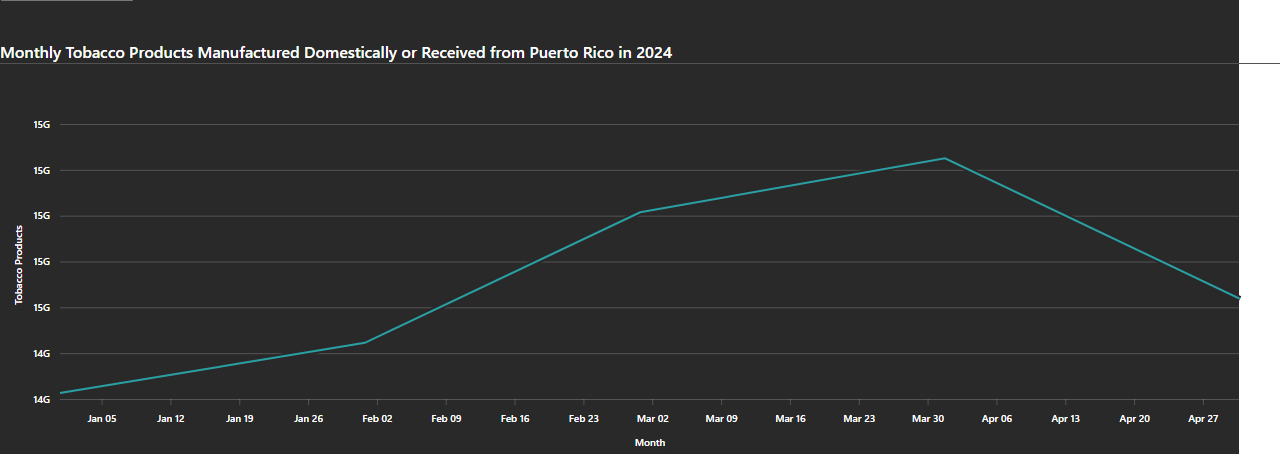 Monthly Tobacco Products Manufactured Domestically or Received from Puerto Rico in 2024
15G
15G
15G
15G
15G
14G
14G
Tobacco Products
Jan 05 Jan 12 Jan 19 Jan 26 Feb 02 Feb 09 Feb 16 Feb 23 Mar 02 Mar 09 Mar 16 Mar 23 Mar 30 Apr 06 Apr 13 Apr 20 Apr 27
Month